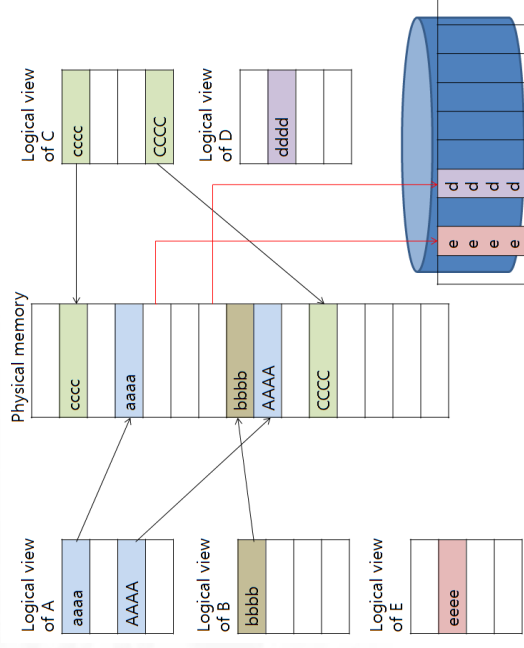 Logical view
of A
aaaa
AAAA
Logical view
of B
bbbb
Logical view
of E
eeee
Physical memory
cccc
aaaa
bbbb
AAAA
CCCC
Logical view
of C
cccc
CCCC
Logical view
of D
dddd
e
e
e
e
d
d
d
d